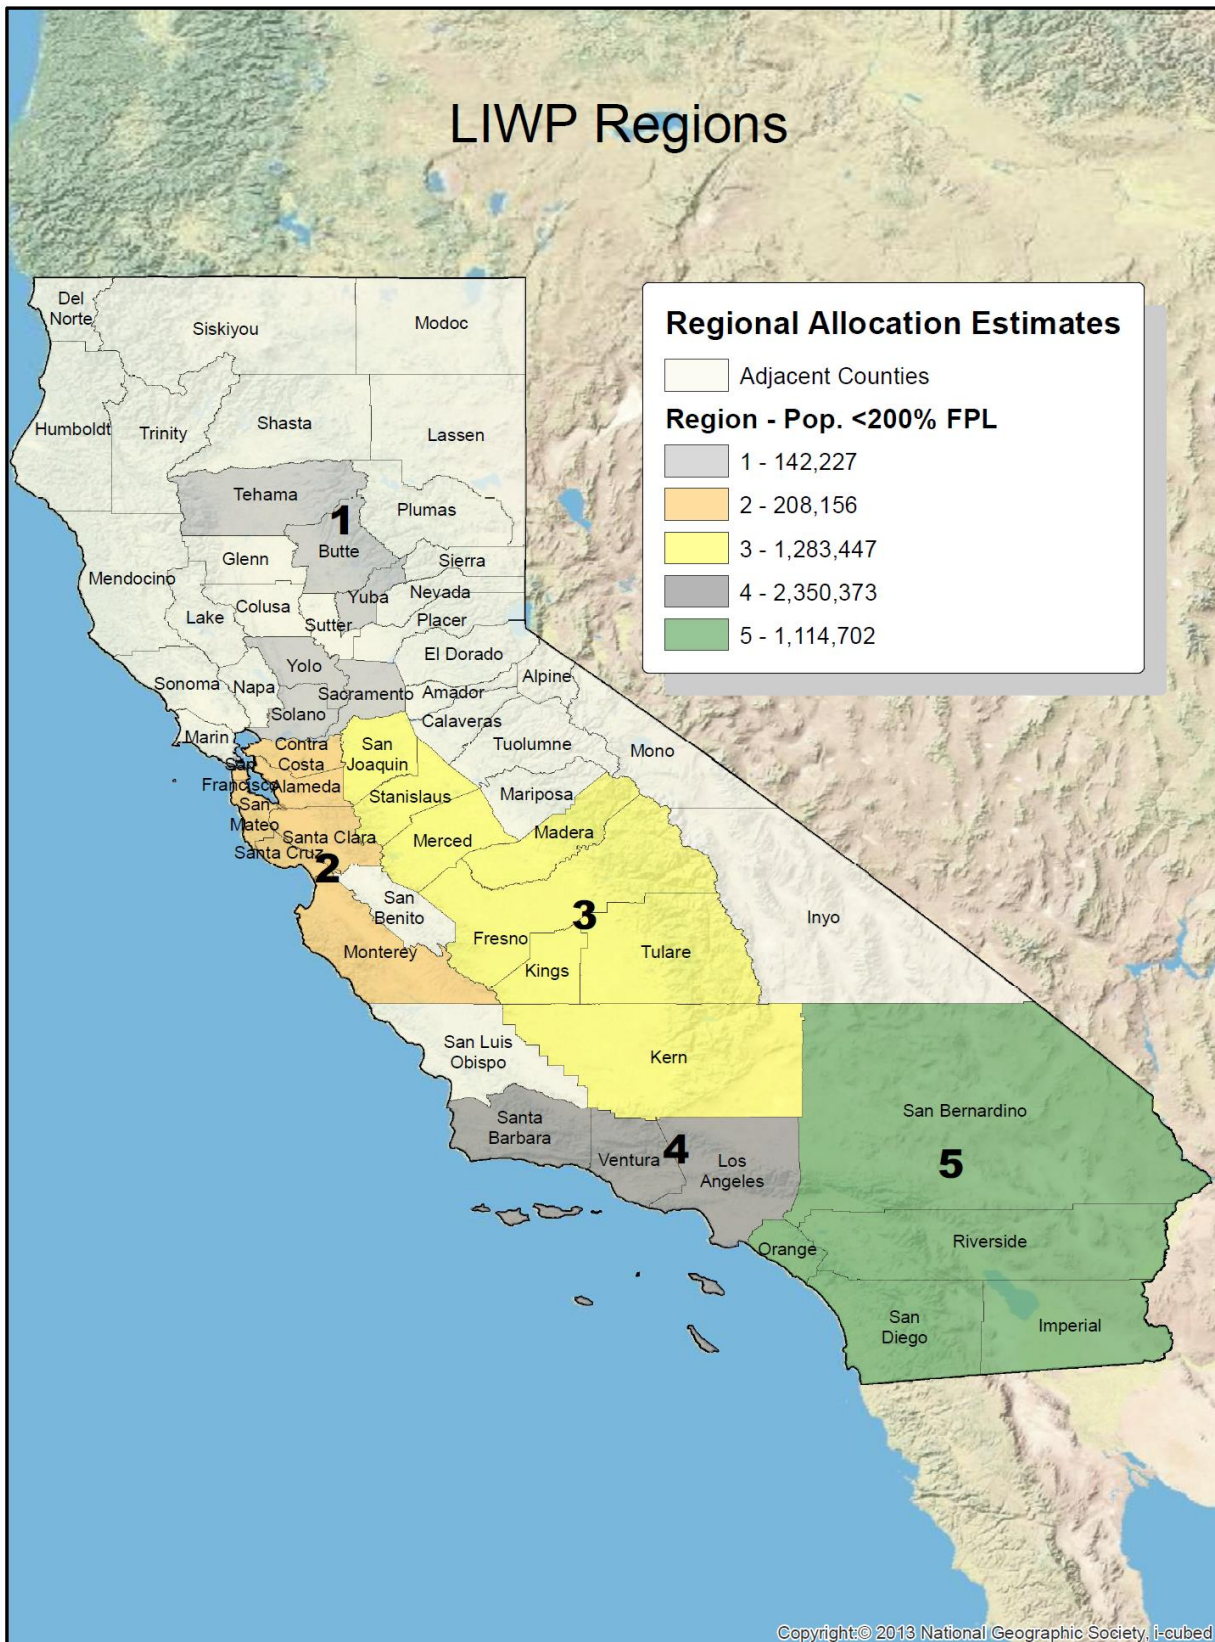 LIWP Regions
Regional Allocation Estimates
Adjacent Counties
Region - Pop. <200% FPL
1 - 142,227
2 - 208,156
3 - 1,283,447
4 - 2,350,373
5 - 1,114,702
Del
Norte
Siskiyou
Modoc
Humboldt
Trinity
Shasta
Lassen
Tehama
1
Plumas
Butte
Glenn
Sierra
Mendocino
Nevada
Yuba
Colusa
Lake
Sutter
Placer
El Dorado
Yolo
Alpine
Sonoma
Napa
Sacramento
Amador
Solano
Calaveras
Marin
Contra
Costa
San
Joaquin
Tuolumne
Mono
San
Francisco
Alameda
Stanislaus
Mariposa
San
Mateo
Santa Clara
Merced
Madera
Santa Cruz
2
San
Benito
3
Inyo
Fresno
Monterey
Tulare
Kings
San Luis
Obispo
Kern
San Bernardino
Santa
Barbara
Ventura
4
Los
Angeles
5
Orange
Riverside
San
Diego
Imperial
Copyright:© 2013 National Geographic Society, i-cubed